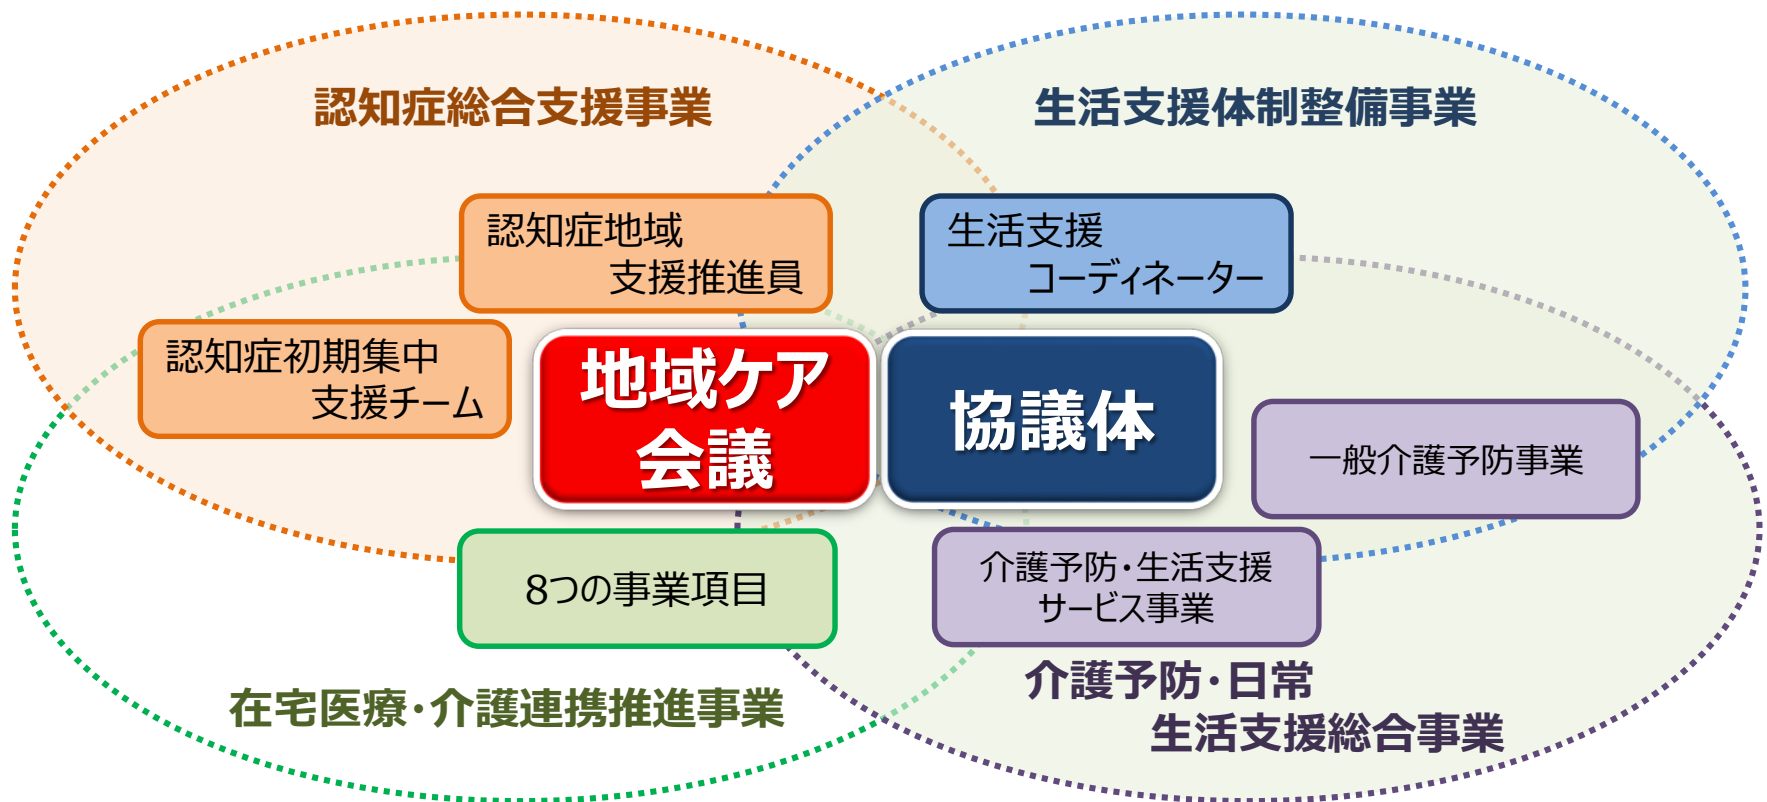 認知症総合支援事業
生活支援体制整備事業
認知症地域
支援推進員
生活支援
コーディネーター
認知症初期集中
支援チーム
地域ケア
会議
協議体
一般介護予防事業
8つの事業項目
介護予防・生活支援
サービス事業
在宅医療・介護連携推進事業
介護予防・日常
生活支援総合事業